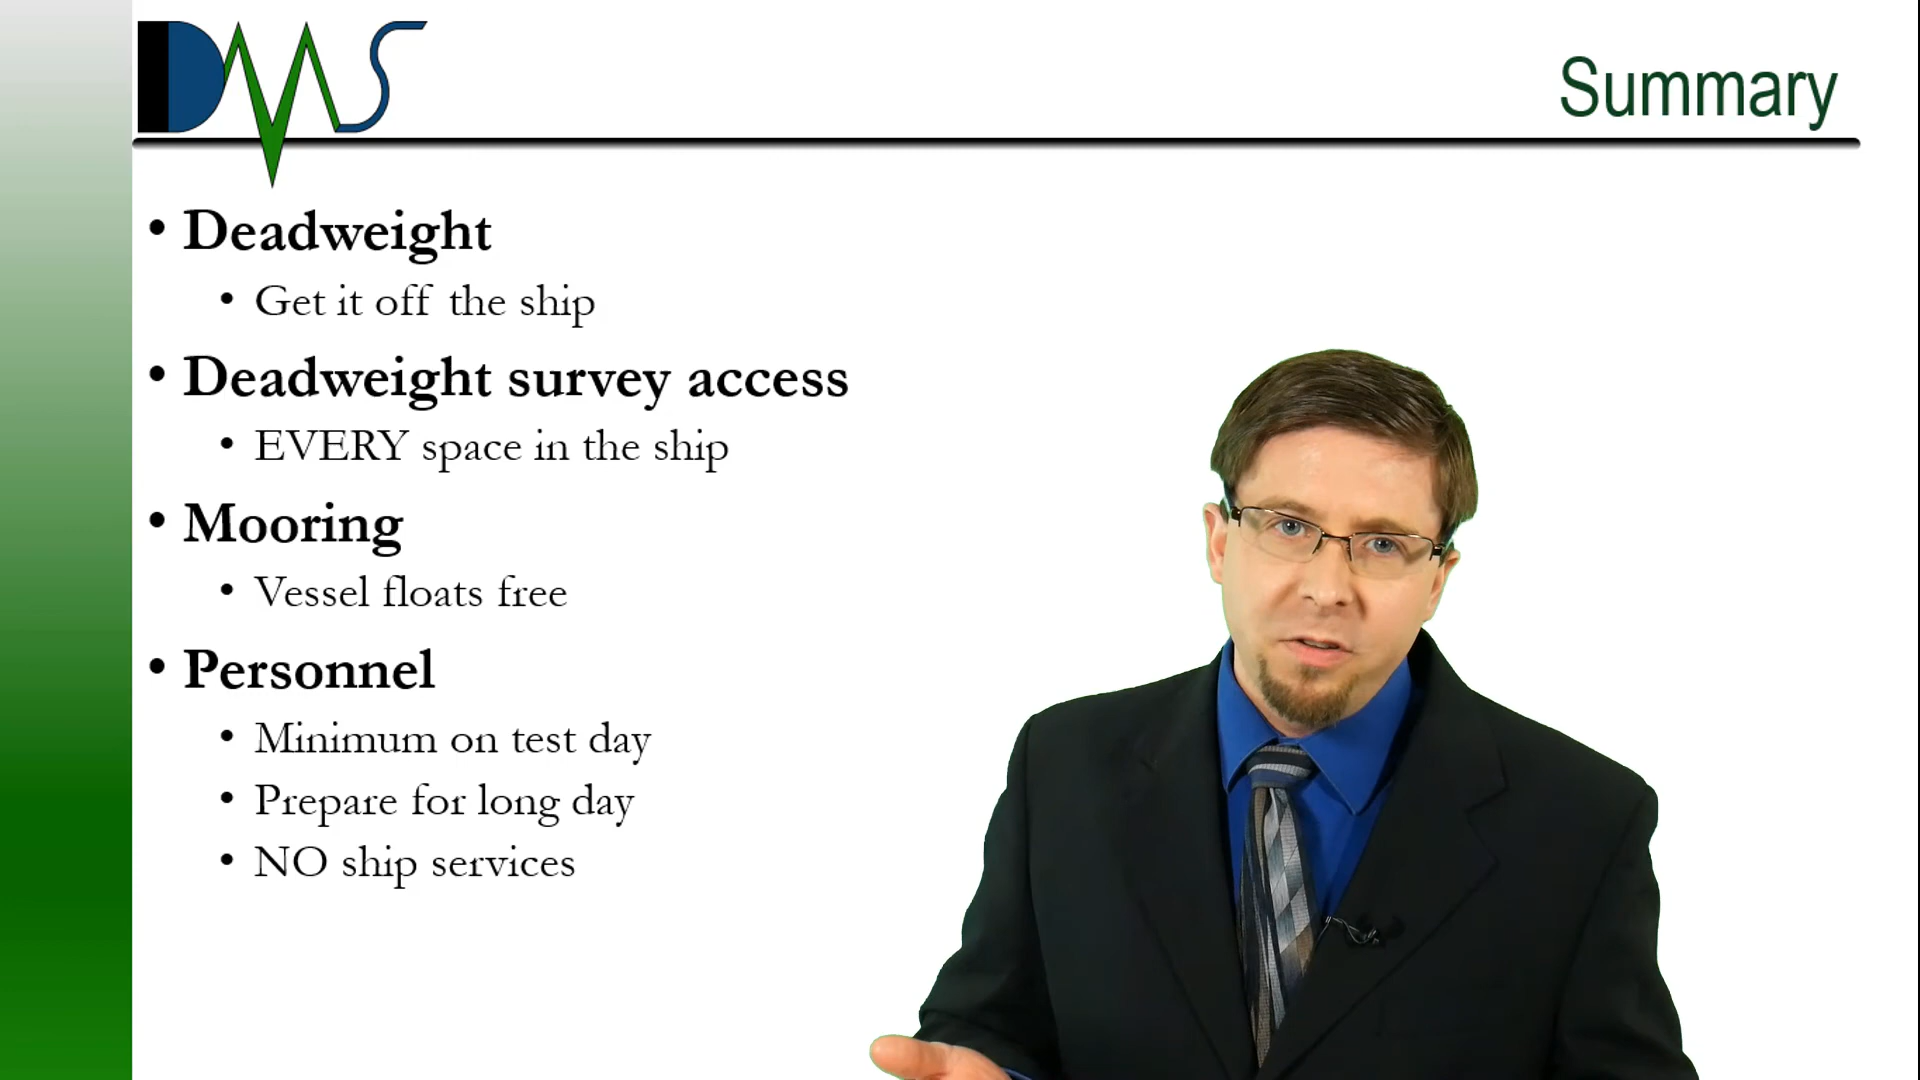 DMS
Summary
• Deadweight
• Get it off the ship
• Deadweight survey access
• EVERY space in the ship
• Mooring
• Vessel floats free
• Personnel
• Minimum on test day
• Prepare for long day
• NO ship services